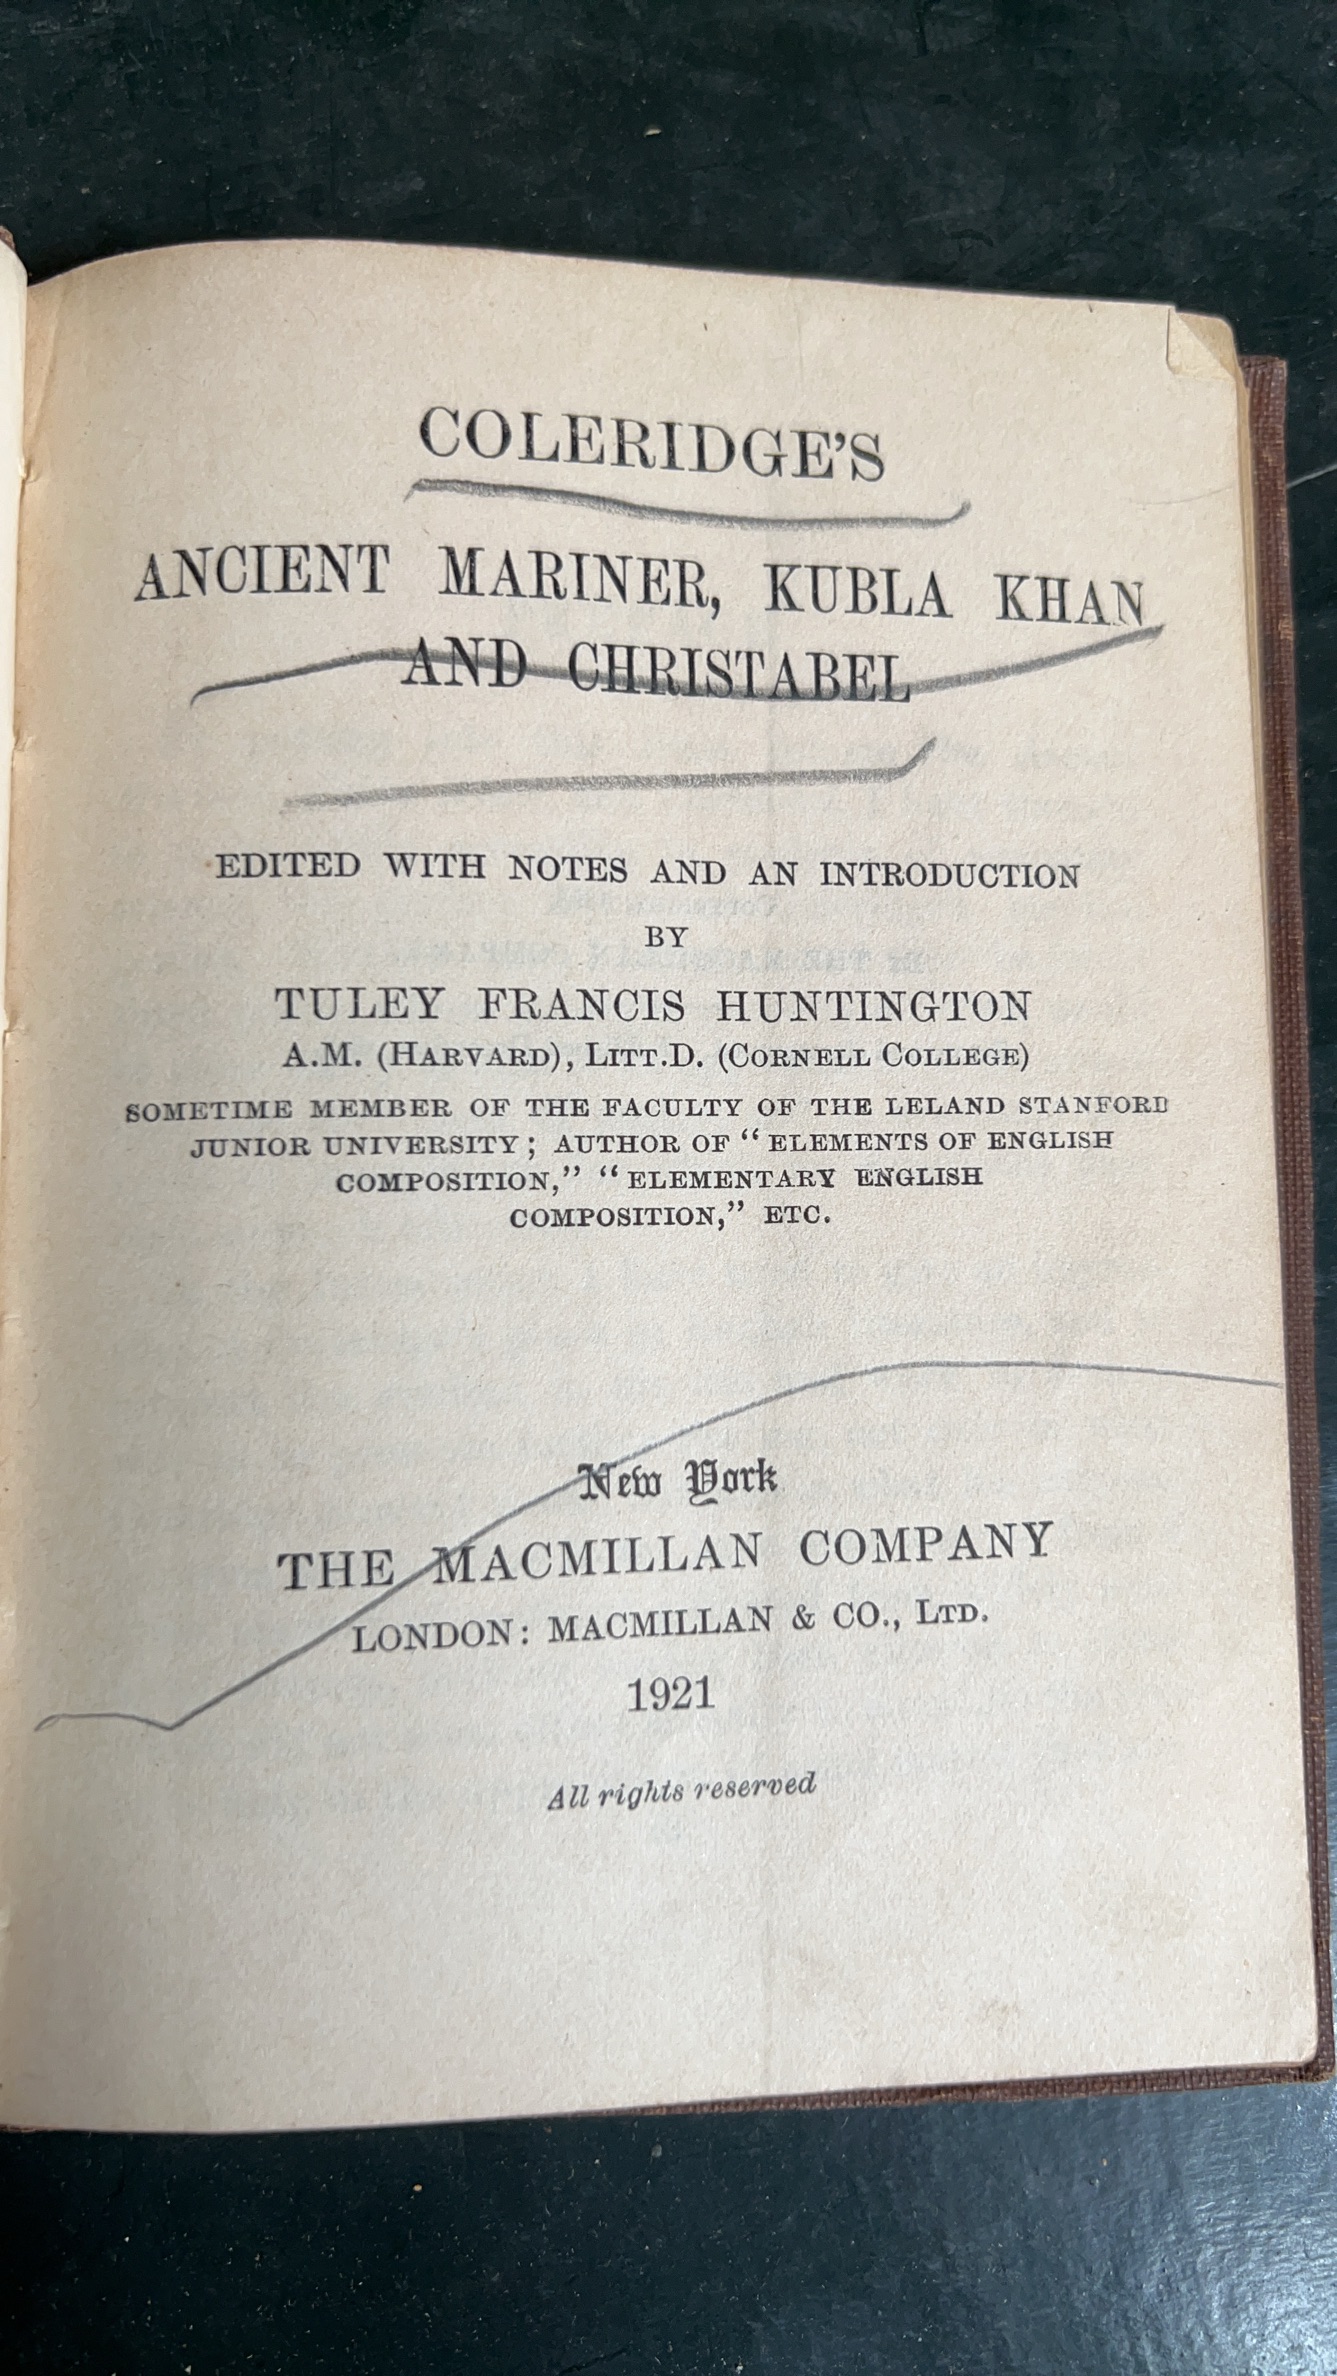 COLERIDGE'S
ANCIENT MARINER, KUBLA KHAN
AND CHRISTABEL
EDITED WITH NOTES AND AN INTRODUCTION
BY
TULEY FRANCIS HUNTINGTON
A.M. (HARVARD), LITT.D. (CORNELL COLLEGE)
SOMETIME MEMBER OF THE FACULTY OF THE LELAND STANFORD
JUNIOR UNIVERSITY; AUTHOR OF "ELEMENTS OF ENGLISH
COMPOSITION," "ELEMENTARY ENGLISH
COMPOSITION," ETC.
New York
THE MACMILLAN COMPANY
LONDON: MACMILLAN & CO., LTD.
1921
All rights reserved